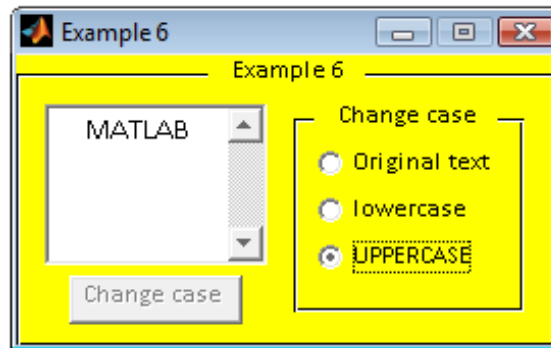 Example 6
Example 6
MATLAB
Change case
Change case
Original text
lowercase
UPPERCASE